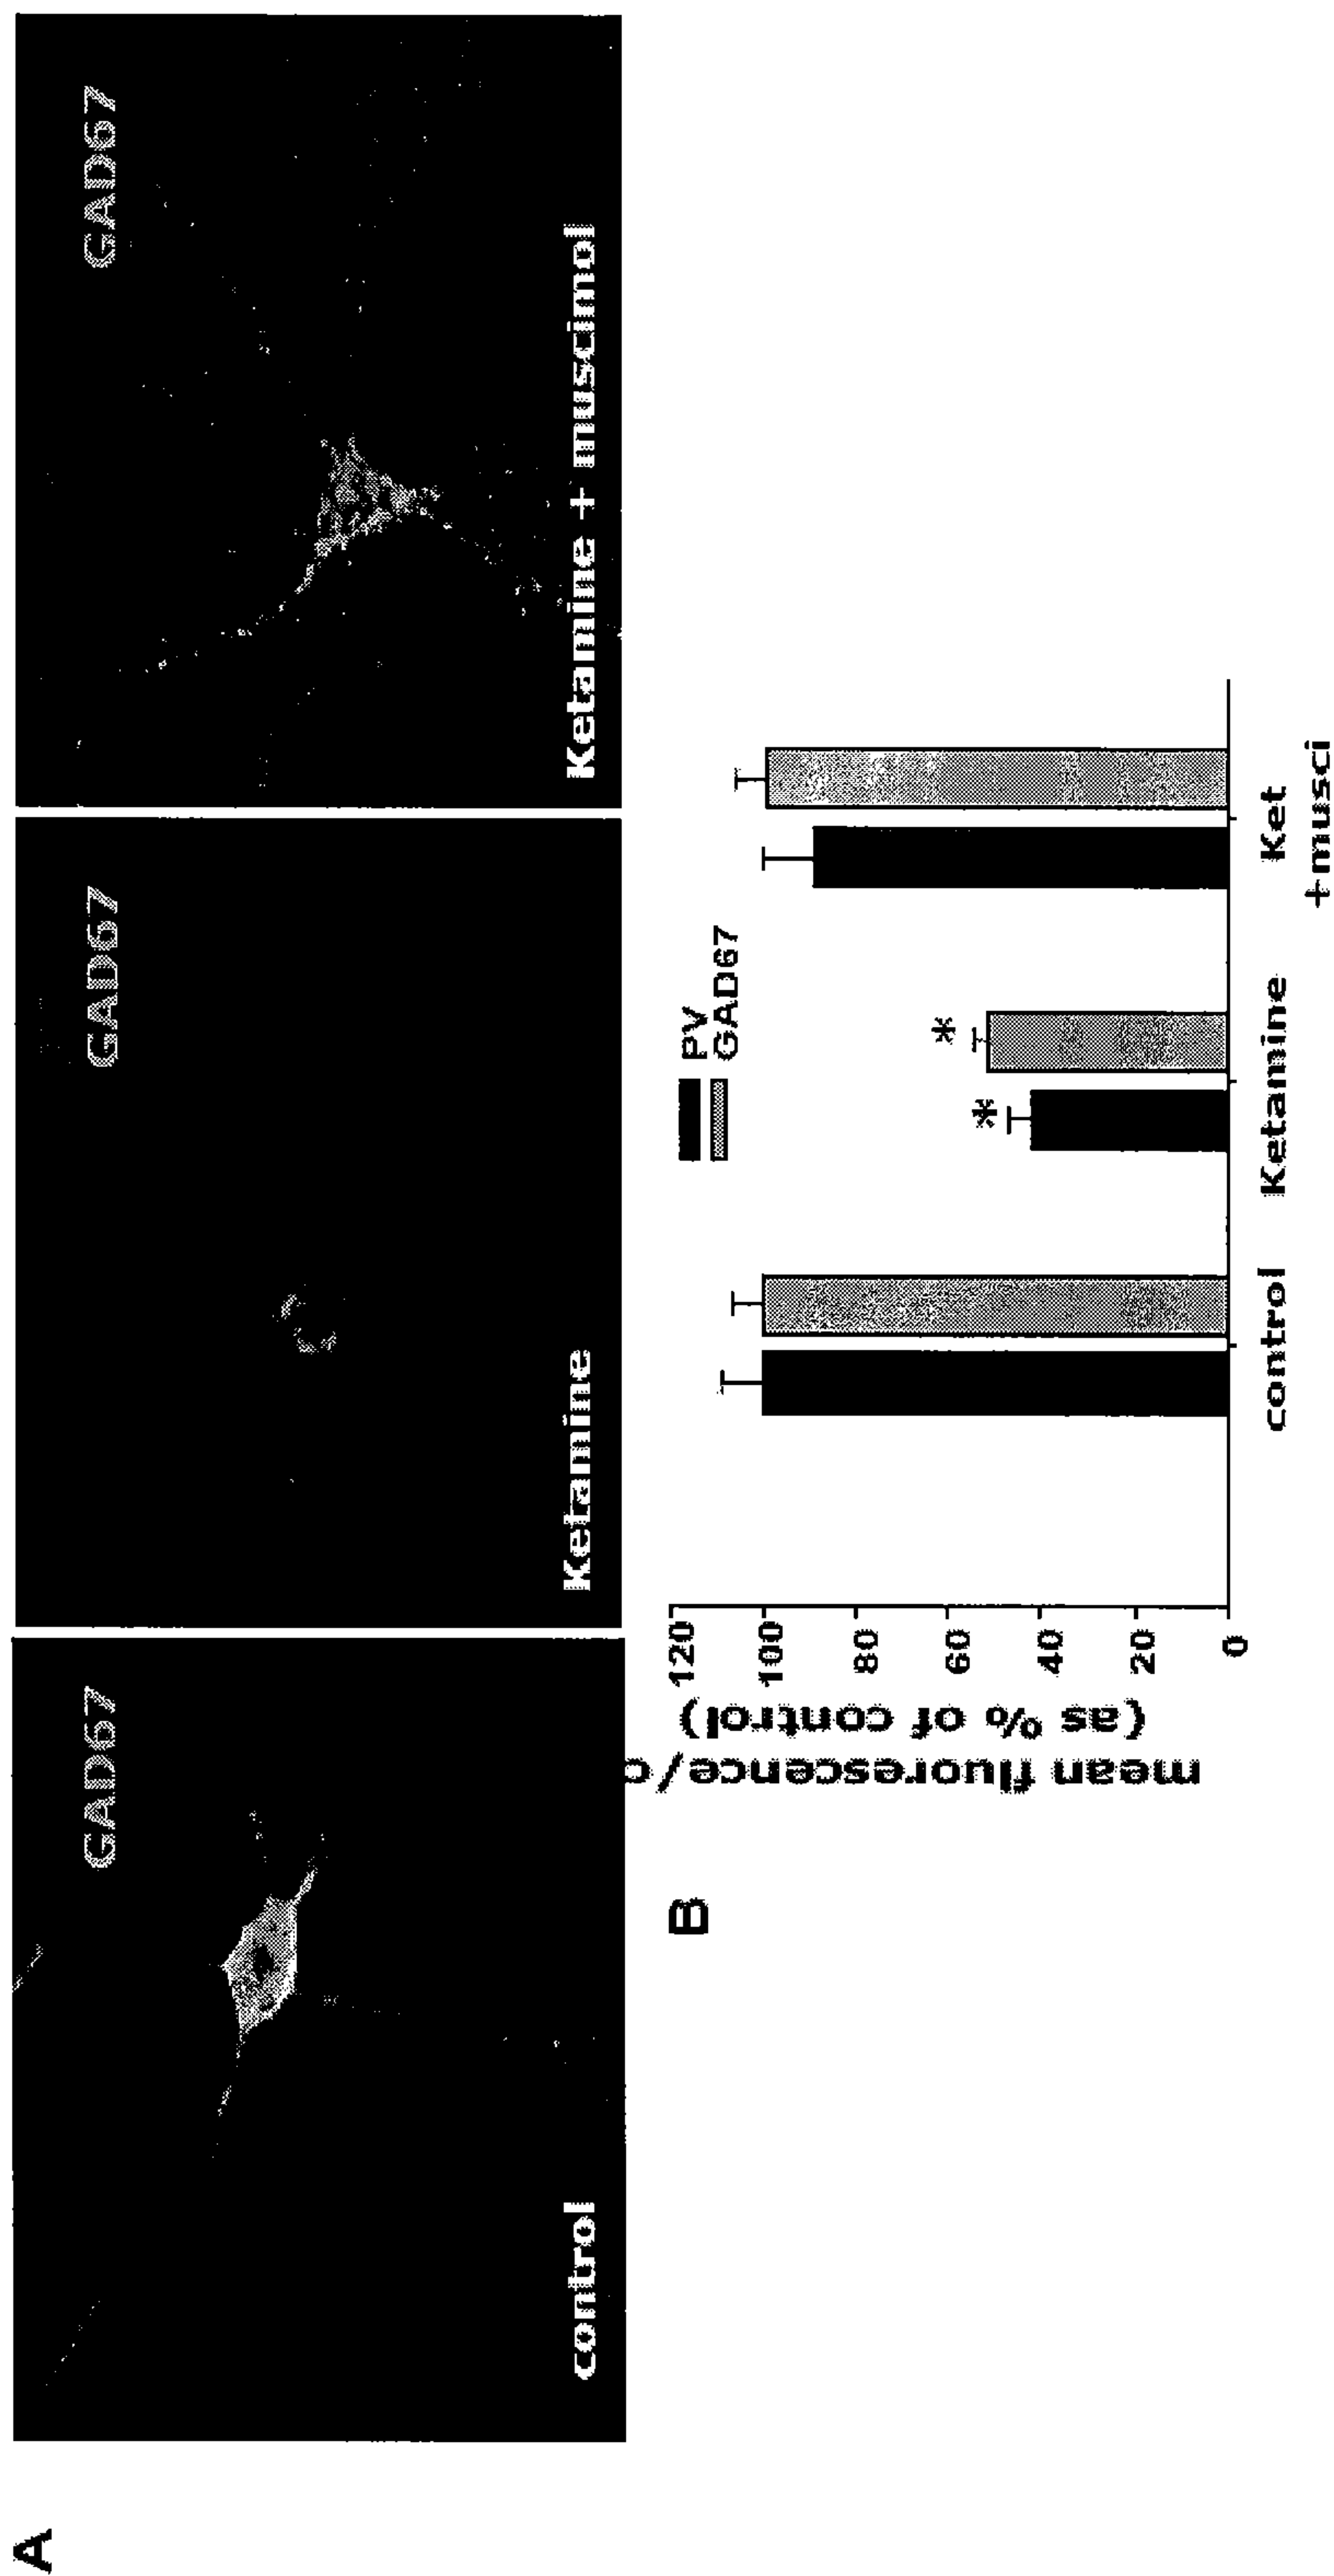 A
GAD67
control
GAD67
Ketamine
GAD67
Ketamine + muscimol
B
mean fluorescence/c
(as % of control)
120
100
80
60
40
20
0
PV
GAD67
*
*
control
Ketamine
Ket
+musci